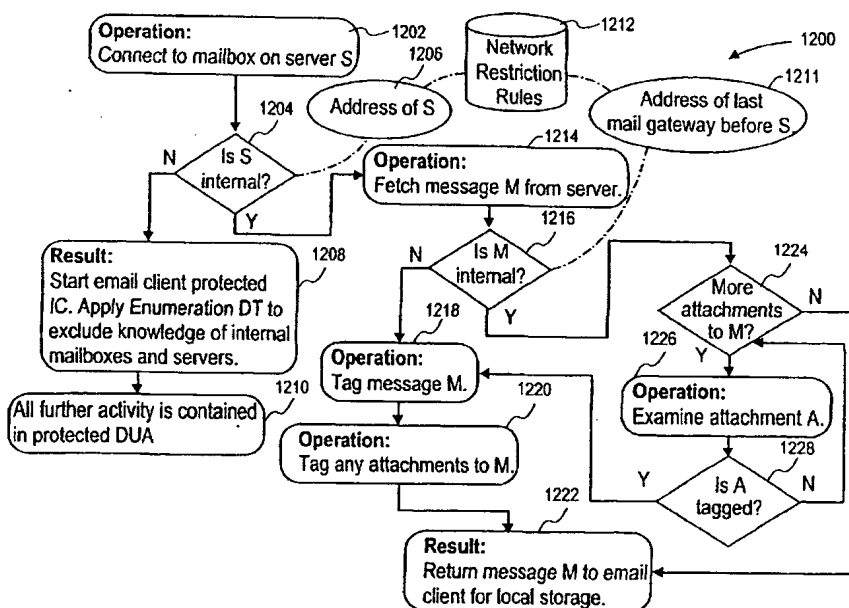 Operation:
Connect to mailbox on server S
1202
1206
Network
Restriction
Rules
1212
1200
1211
Address of S
Address of last
mail gateway before S.
1204
Is S
internal?
N
Y
1214
Operation:
Fetch message M from server.
1216
Is M
internal?
N
Y
1208
Result:
Start email client protected
IC. Apply Enumeration DT to
exclude knowledge of internal
mailboxes and servers.
1210
All further activity is contained
in protected DUA
1218
Operation:
Tag message M.
1220
Operation:
Tag any attachments to M.
1224
More
attachments
to M?
N
Y
1226
Operation:
Examine attachment A.
1228
Is A
tagged?
Y
N
1222
Result:
Return message M to email
client for local storage.